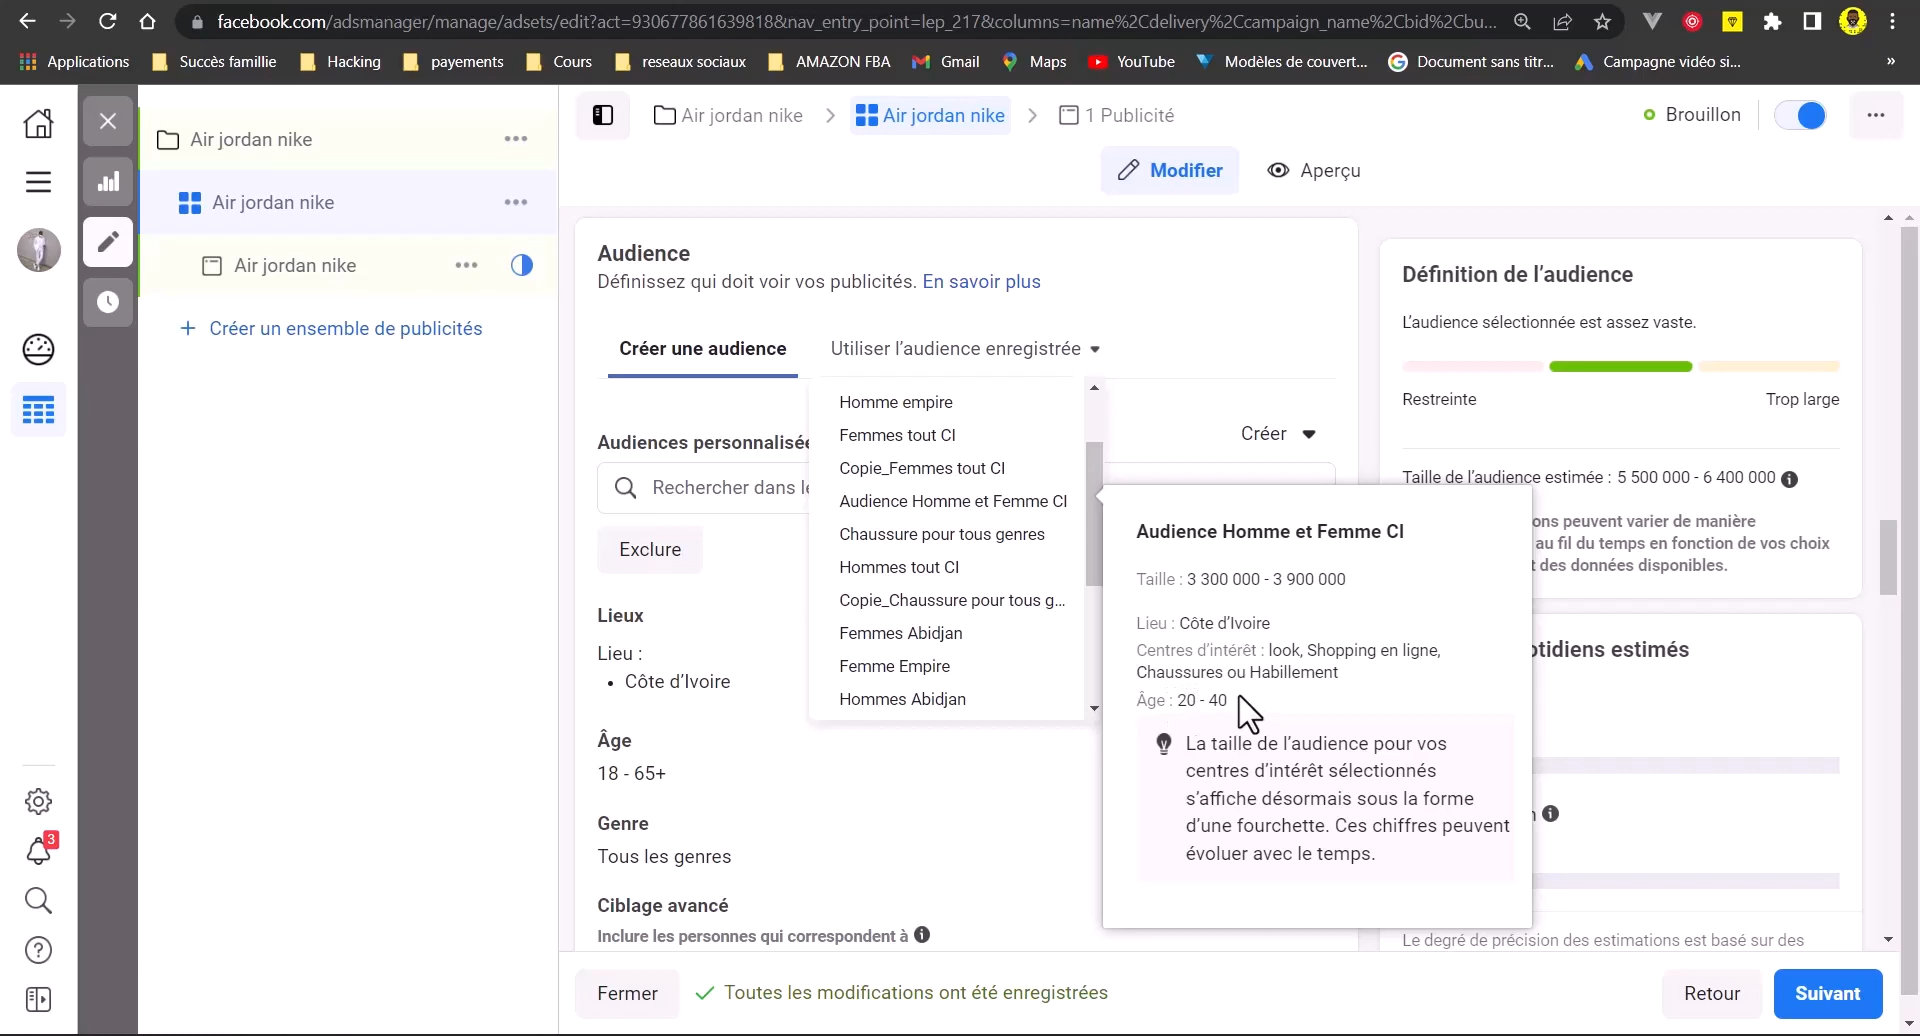 facebook.com/adsmanager/manage/adsets/edit?act=930677861639818&nav_entry_point=lep_217&columns=name%2Cdelivery%2Ccampaign_name%2Cbid%2Cbu...
Applications
Succès famillie
Hacking
payements
Cours
reseaux sociaux
AMAZON FBA
Gmail
Maps
YouTube
Modèles de couvert...
Document sans titr...
Campagne vidéo si...
»
Air jordan nike
Air jordan nike
Air jordan nike
+ Créer un ensemble de publicités
3
Air jordan nike
Air jordan nike
1 Publicité
Brouillon
Modifier
Aperçu
Audience
Définissez qui doit voir vos publicités. En savoir plus
Créer une audience
Utiliser l'audience enregistrée
Homme empire
Femmes tout CI
Copie_Femmes tout CI
Audience Homme et Femme CI
Chaussure pour tous genres
Hommes tout CI
Copie_Chaussure pour tous g...
Femmes Abidjan
Femme Empire
Hommes Abidjan
Audiences personnalisée
Créer
Rechercher dans le
Exclure
Lieux
Lieu :
• Côte d'Ivoire
Âge
18 - 65+
Genre
Tous les genres
Ciblage avancé
Inclure les personnes qui correspondent à
Audience Homme et Femme CI
Taille : 3 300 000 - 3 900 000
Lieu : Côte d'Ivoire
Centres d'intérêt : look, Shopping en ligne,
Chaussures ou Habillement
Âge : 20 - 40
La taille de l'audience pour vos
centres d'intérêt sélectionnés
s'affiche désormais sous la forme
d'une fourchette. Ces chiffres peuvent
évoluer avec le temps.
Définition de l'audience
L'audience sélectionnée est assez vaste.
Restreinte
Trop large
Taille de l'audience estimée : 5 500 000 - 6 400 000
ons peuvent varier de manière
au fil du temps en fonction de vos choix
t des données disponibles.
otidiens estimés
Le degré de précision des estimations est basé sur des
Fermer
Toutes les modifications ont été enregistrées
Retour
Suivant